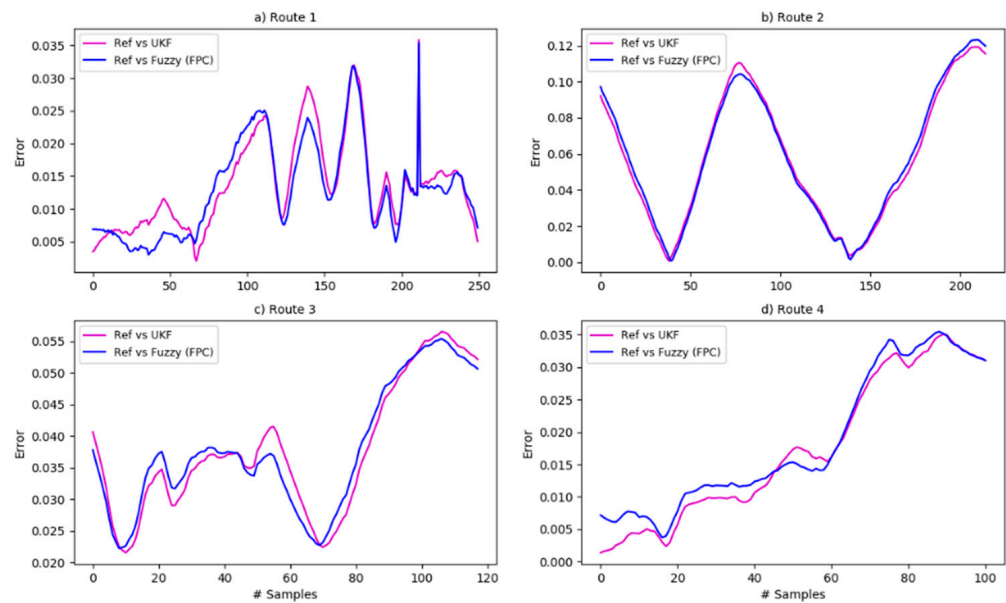 a) Route 1
Ref vs UKF
Ref vs Fuzzy (FPC)
Error
0.035
0.030
0.025
0.020
0.015
0.010
0.005
0 50 100 150 200 250
b) Route 2
Ref vs UKF
Ref vs Fuzzy (FPC)
Error
0.12
0.10
0.08
0.06
0.04
0.02
0.00
0 50 100 150 200
c) Route 3
Ref vs UKF
Ref vs Fuzzy (FPC)
Error
0.055
0.050
0.045
0.040
0.035
0.030
0.025
0.020
0 20 40 60 80 100 120
# Samples
d) Route 4
Ref vs UKF
Ref vs Fuzzy (FPC)
Error
0.035
0.030
0.025
0.020
0.015
0.010
0.005
0.000
0 20 40 60 80 100
# Samples